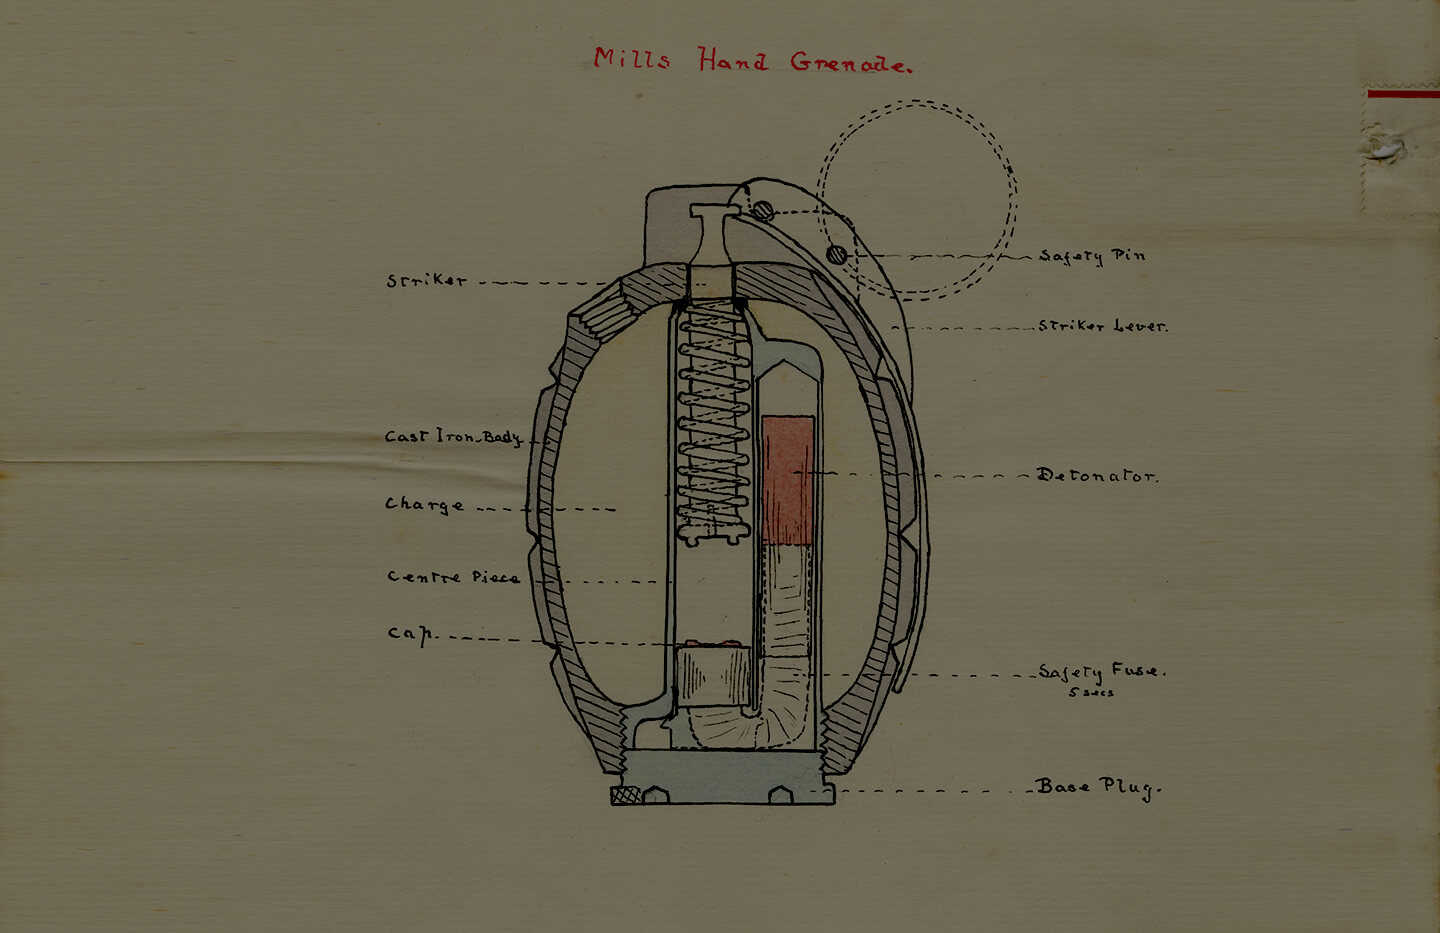 Mills Hand Grenade.
Striker
Cast Iron Body
Charge
Centre Piece
Cap.
Safety Pin
Striker Lever.
Detonator.
Safety Fuse.
5 secs
Base Plug.